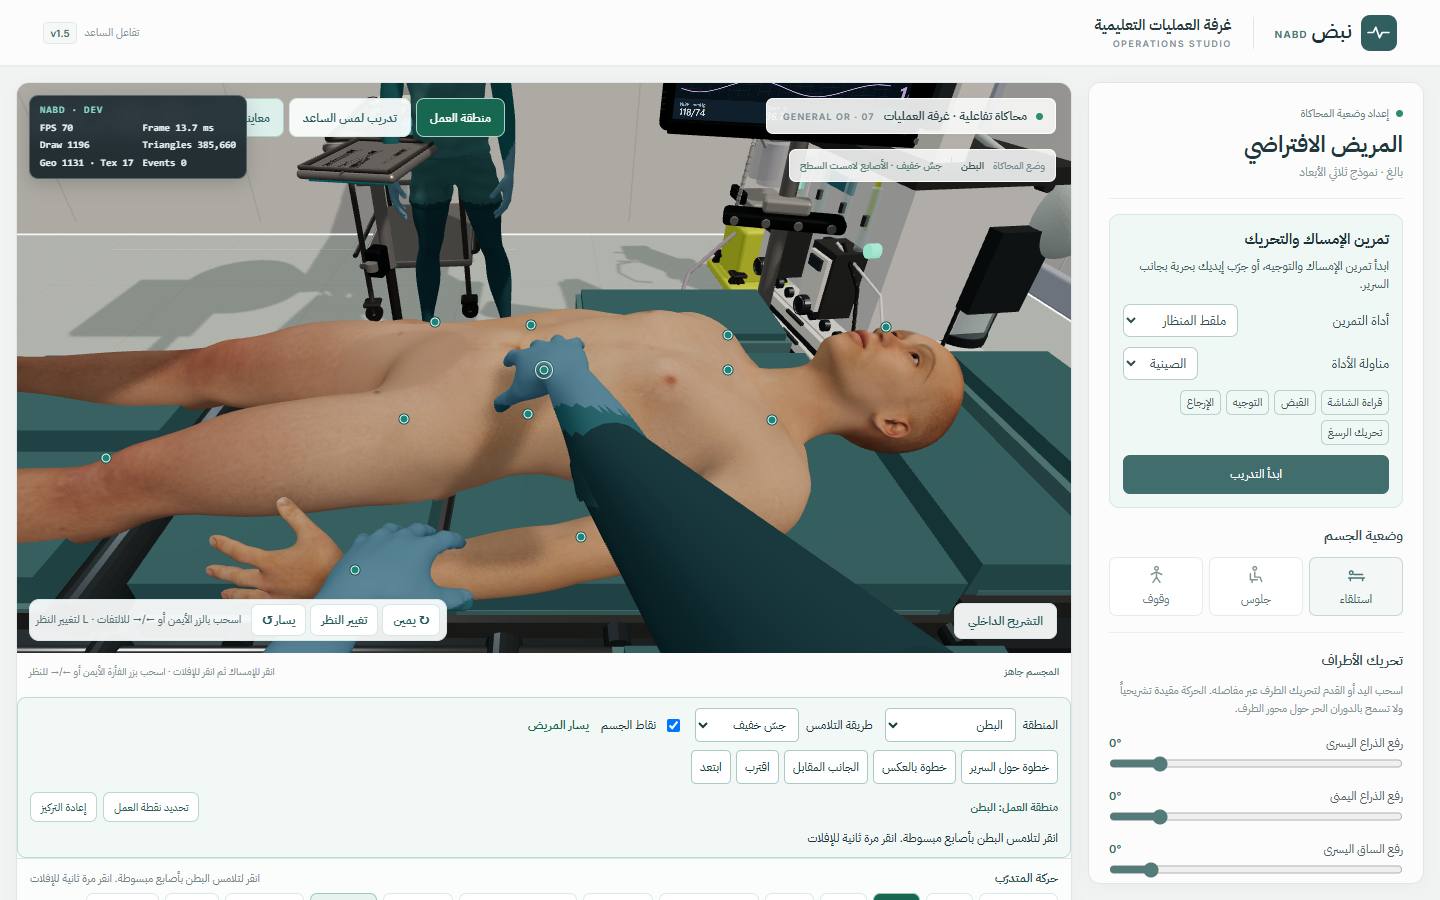 نبض NABD
غرفة العمليات التعليمية
OPERATIONS STUDIO
تفاعل الساعد
v1.5
إعداد وضعية المحاكاة
المريض الافتراضي
بالغ · نموذج ثلاثي الأبعاد
تمرين الإمساك والتحريك
ابدأ تمرين الإمساك والتوجيه، أو جرّب إيديك بحرية بجانب
السرير.
أداة التمرين
ملقط المنظار
مناولة الأداة
الصينية
قراءة الشاشة
القبض
التوجيه
الإرجاع
تحريك الرسغ
ابدأ التدريب
وضعية الجسم
استلقاء
جلوس
وقوف
تحريك الأطراف
اسحب اليد أو القدم لتحريك الطرف عبر مفاصله. الحركة مقيدة تشريحياً
ولا تسمح بالدوران الحر حول محور الطرف.
رفع الذراع اليسرى
0°
رفع الذراع اليمنى
0°
رفع الساق اليسرى
0°
محاكاة تفاعلية · غرفة العمليات GENERAL OR · 07
وضع المحاكاة البطن جسّ خفيف · الأصابع لامست السطح
118/74
منطقة العمل
تدريب لمس الساعد
NABD · DEV
FPS 70 Frame 13.7 ms
Draw 1196 Triangles 385,660
Geo 1131 · Tex 17 Events 0
التشريح الداخلي
↻ يمين
تغيير النظر
يسار ↺
اسحب بالزر الأيمن أو ←/→ للالتفات · L لتغيير النظر
المجسم جاهز
انقر للإمساك ثم انقر للإفلات · اسحب بزر الفأرة الأيمن أو ←/→ للنظر
المنطقة
البطن
طريقة التلامس
جسّ خفيف
نقاط الجسم
يسار المريض
خطوة حول السرير
خطوة بالعكس
الجانب المقابل
اقترب
ابتعد
منطقة العمل: البطن
تحديد نقطة العمل
إعادة التركيز
انقر لتلامس البطن بأصابع مبسوطة. انقر مرة ثانية للإفلات
حركة المتدرّب
انقر لتلامس البطن بأصابع مبسوطة. انقر مرة ثانية للإفلات